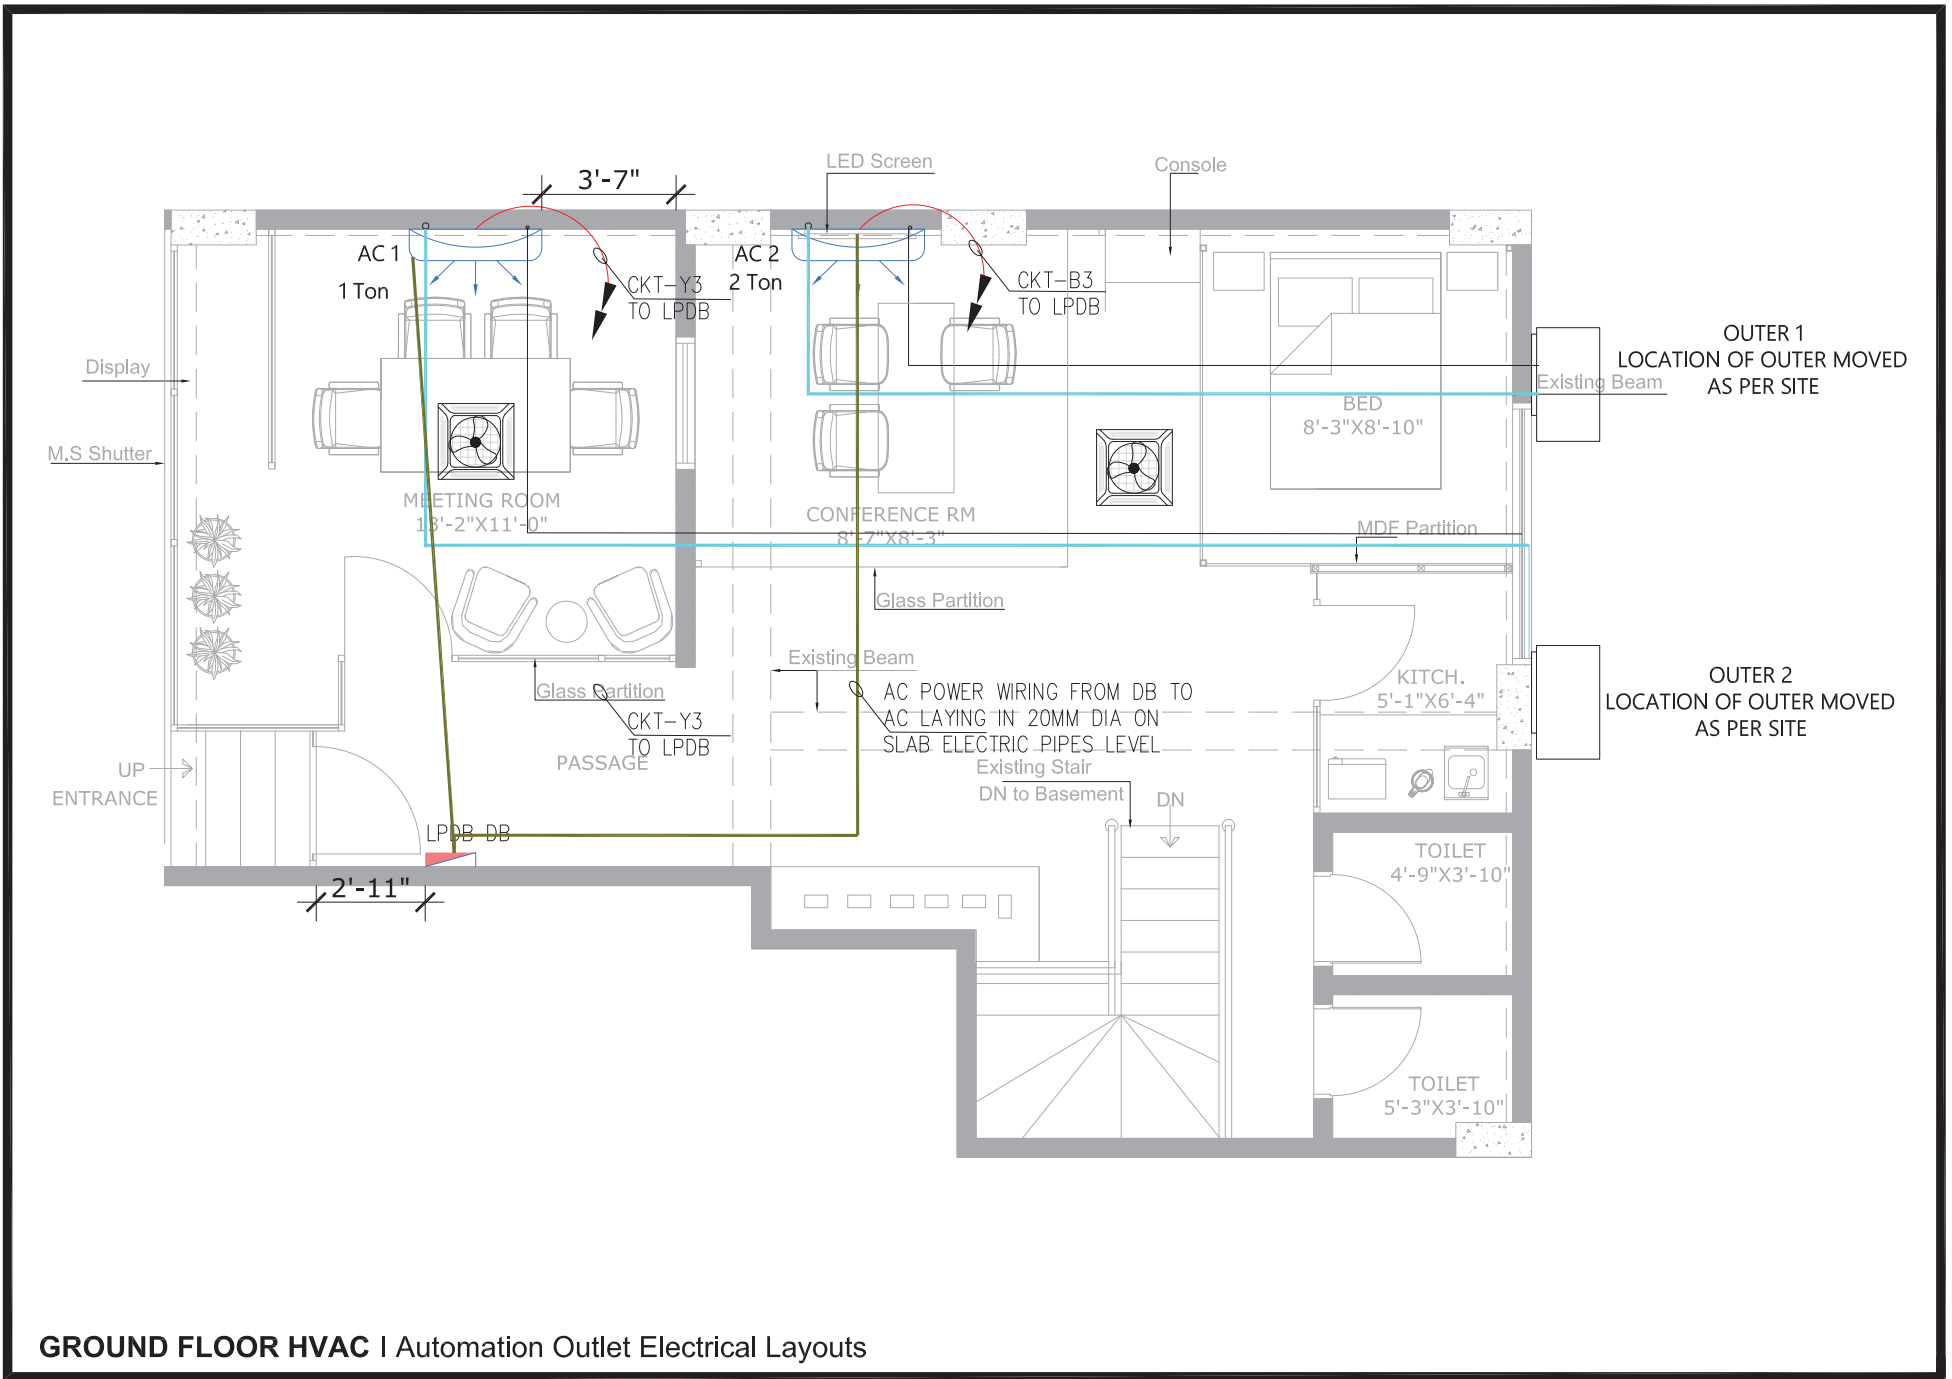 LED Screen
Console
3'-7"
AC 1
1 Ton
CKT-Y3
TO LPDB
AC 2
2 Ton
CKT-B3
TO LPDB
OUTER 1
LOCATION OF OUTER MOVED
AS PER SITE
Display
Existing Beam
BED
8'-3"X8'-10"
M.S Shutter
MEETING ROOM
13'-2"X11'-0"
CONFERENCE RM
8'-7"X8'-3"
MDF Partition
Glass Partition
Existing Beam
Glass Partition
CKT-Y3
TO LPDB
AC POWER WIRING FROM DB TO
AC LAYING IN 20MM DIA ON
SLAB ELECTRIC PIPES LEVEL
KITCH.
5'-1"X6'-4"
OUTER 2
LOCATION OF OUTER MOVED
AS PER SITE
PASSAGE
UP
ENTRANCE
Existing Stair
DN to Basement
DN
LPDB DB
TOILET
4'-9"X3'-10"
2'-11"
TOILET
5'-3"X3'-10"
GROUND FLOOR HVAC I Automation Outlet Electrical Layouts